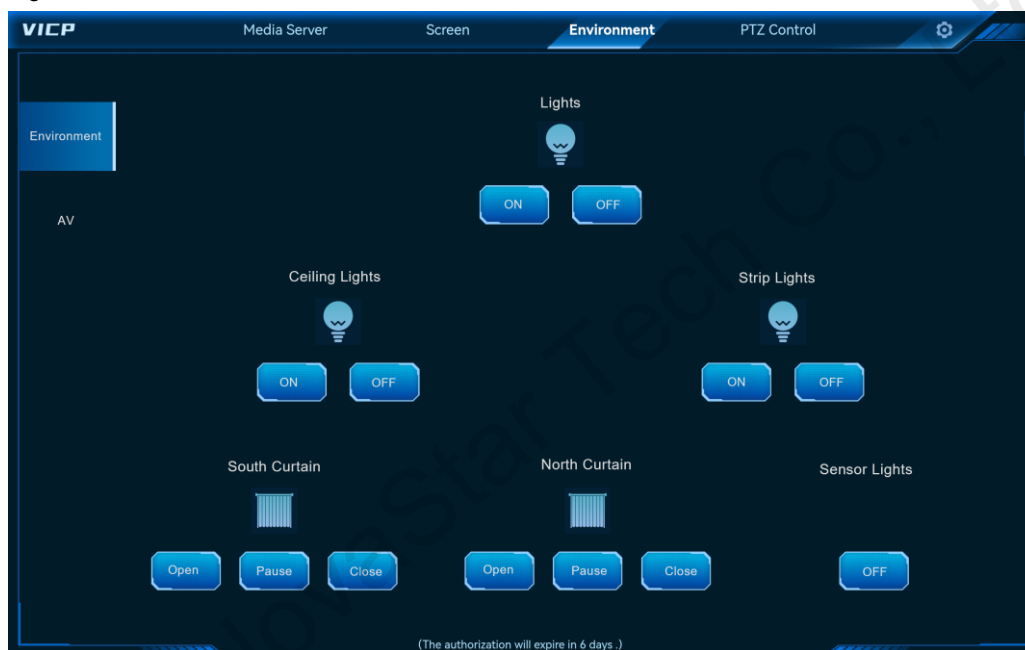 VICP
Media Server
Screen
Environment
PTZ Control
Environment
AV
Lights
ON
OFF
Ceiling Lights
ON
OFF
Strip Lights
ON
OFF
South Curtain
Open
Pause
Close
North Curtain
Open
Pause
Close
Sensor Lights
OFF
(The authorization will expire in 6 days .)